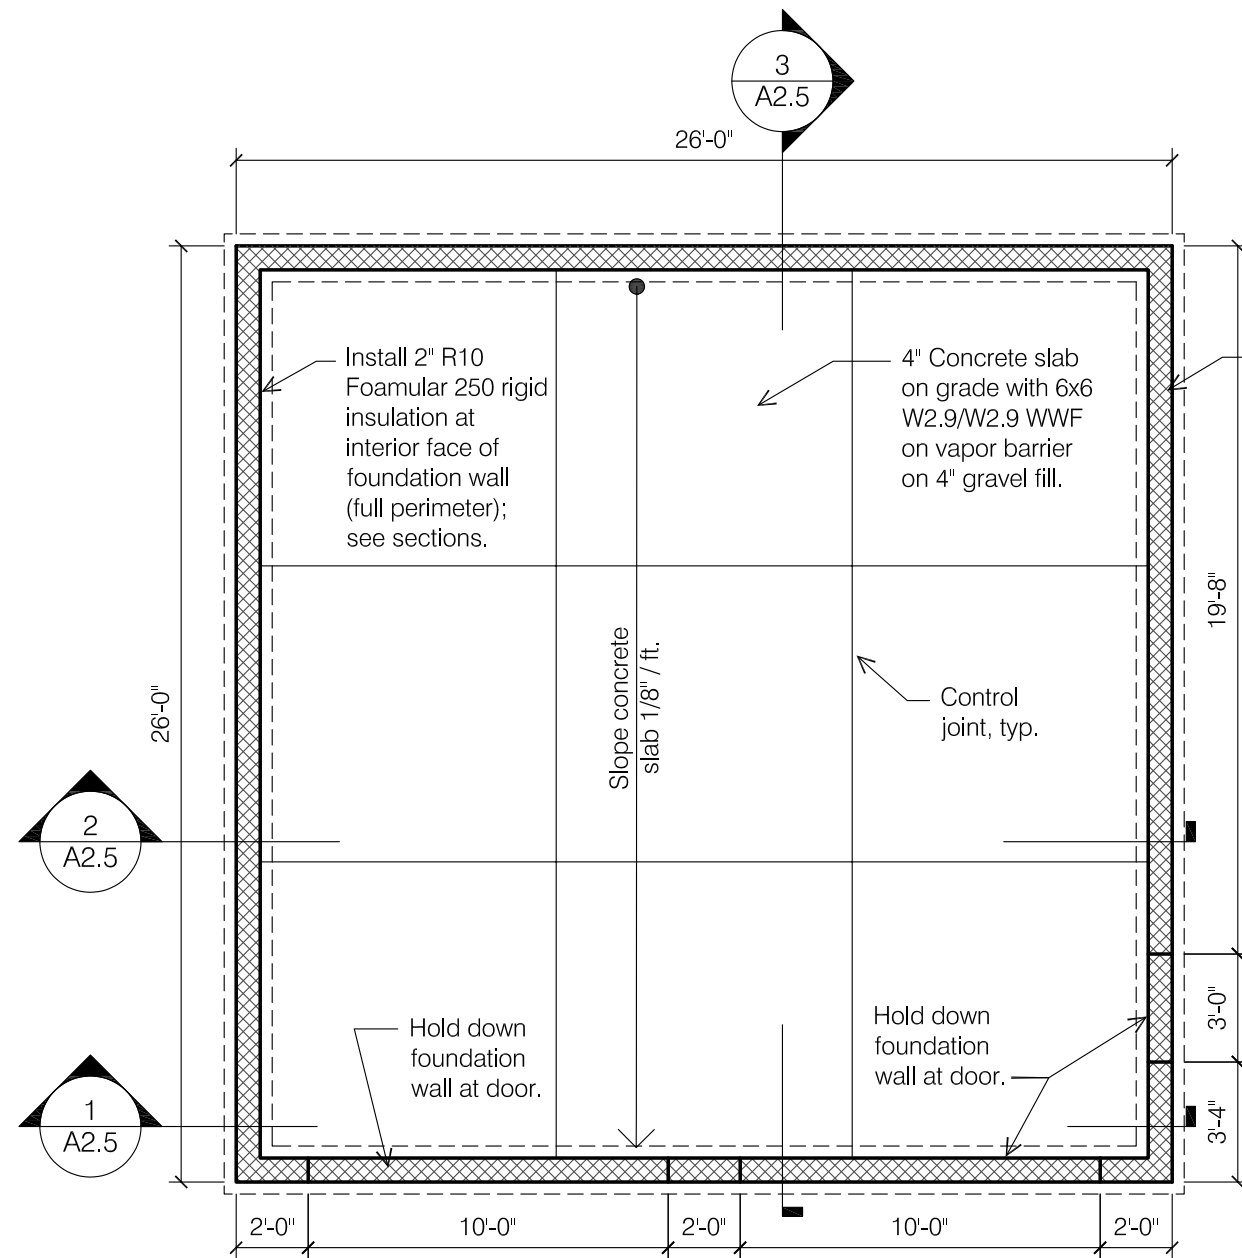 3
A2.5
26'-0"
Install 2" R10
Foamular 250 rigid
insulation at
interior face of
foundation wall
(full perimeter);
see sections.
4" Concrete slab
on grade with 6x6
W2.9/W2.9 WWF
on vapor barrier
on 4" gravel fill.
19'-8"
26'-0"
Slope concrete
slab 1/8" / ft.
Control
joint, typ.
2
A2.5
3'-0"
Hold down
foundation
wall at door.
Hold down
foundation
wall at door.
1
A2.5
3'-4"
2'-0"
10'-0"
2'-0"
10'-0"
2'-0"